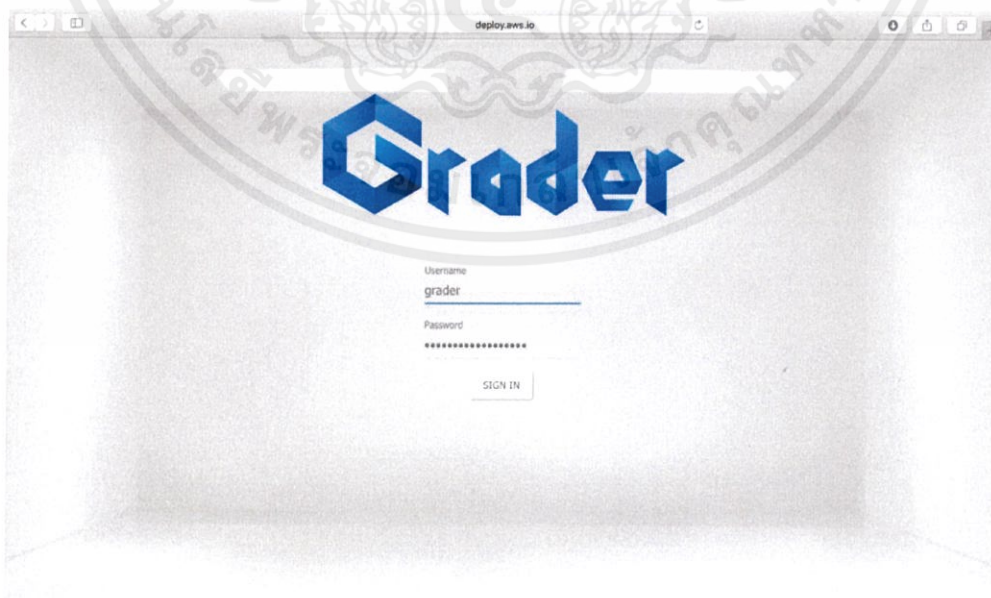 deploy.aws.io
Grader
Username
grader
Password
••••••••••••••••••
SIGN IN